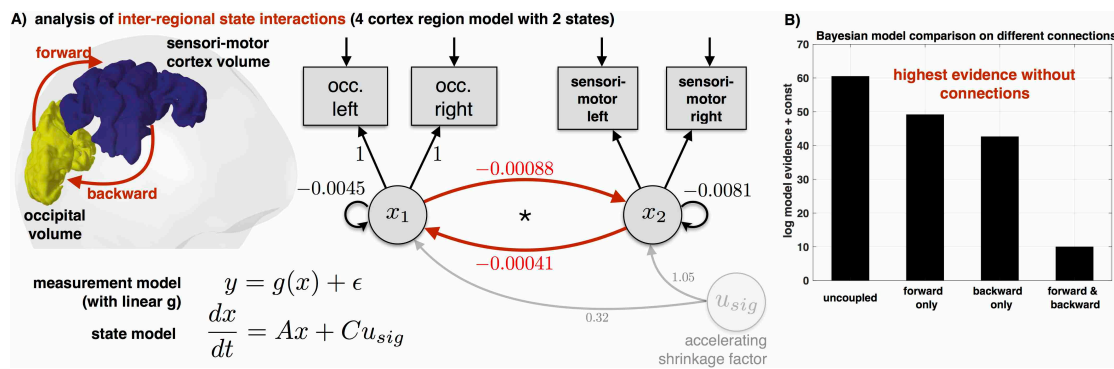 A) analysis of inter-regional state interactions (4 cortex region model with 2 states)
forward
sensori-motor
cortex volume
backward
occipital
volume
occ.
left
occ.
right
sensori-
motor
left
sensori-
motor
right
1
1
−0.0045
−0.00088
−0.0081
x₁
*
x₂
−0.00041
1.05
0.32
u_sig
accelerating
shrinkage factor
measurement model
(with linear g)
y = g(x) + ϵ
state model
dx/dt = Ax + Cu_sig
B)
Bayesian model comparison on different connections
highest evidence without
connections
log model evidence + const
70
60
50
40
30
20
10
0
uncoupled
forward
only
backward
only
forward &
backward